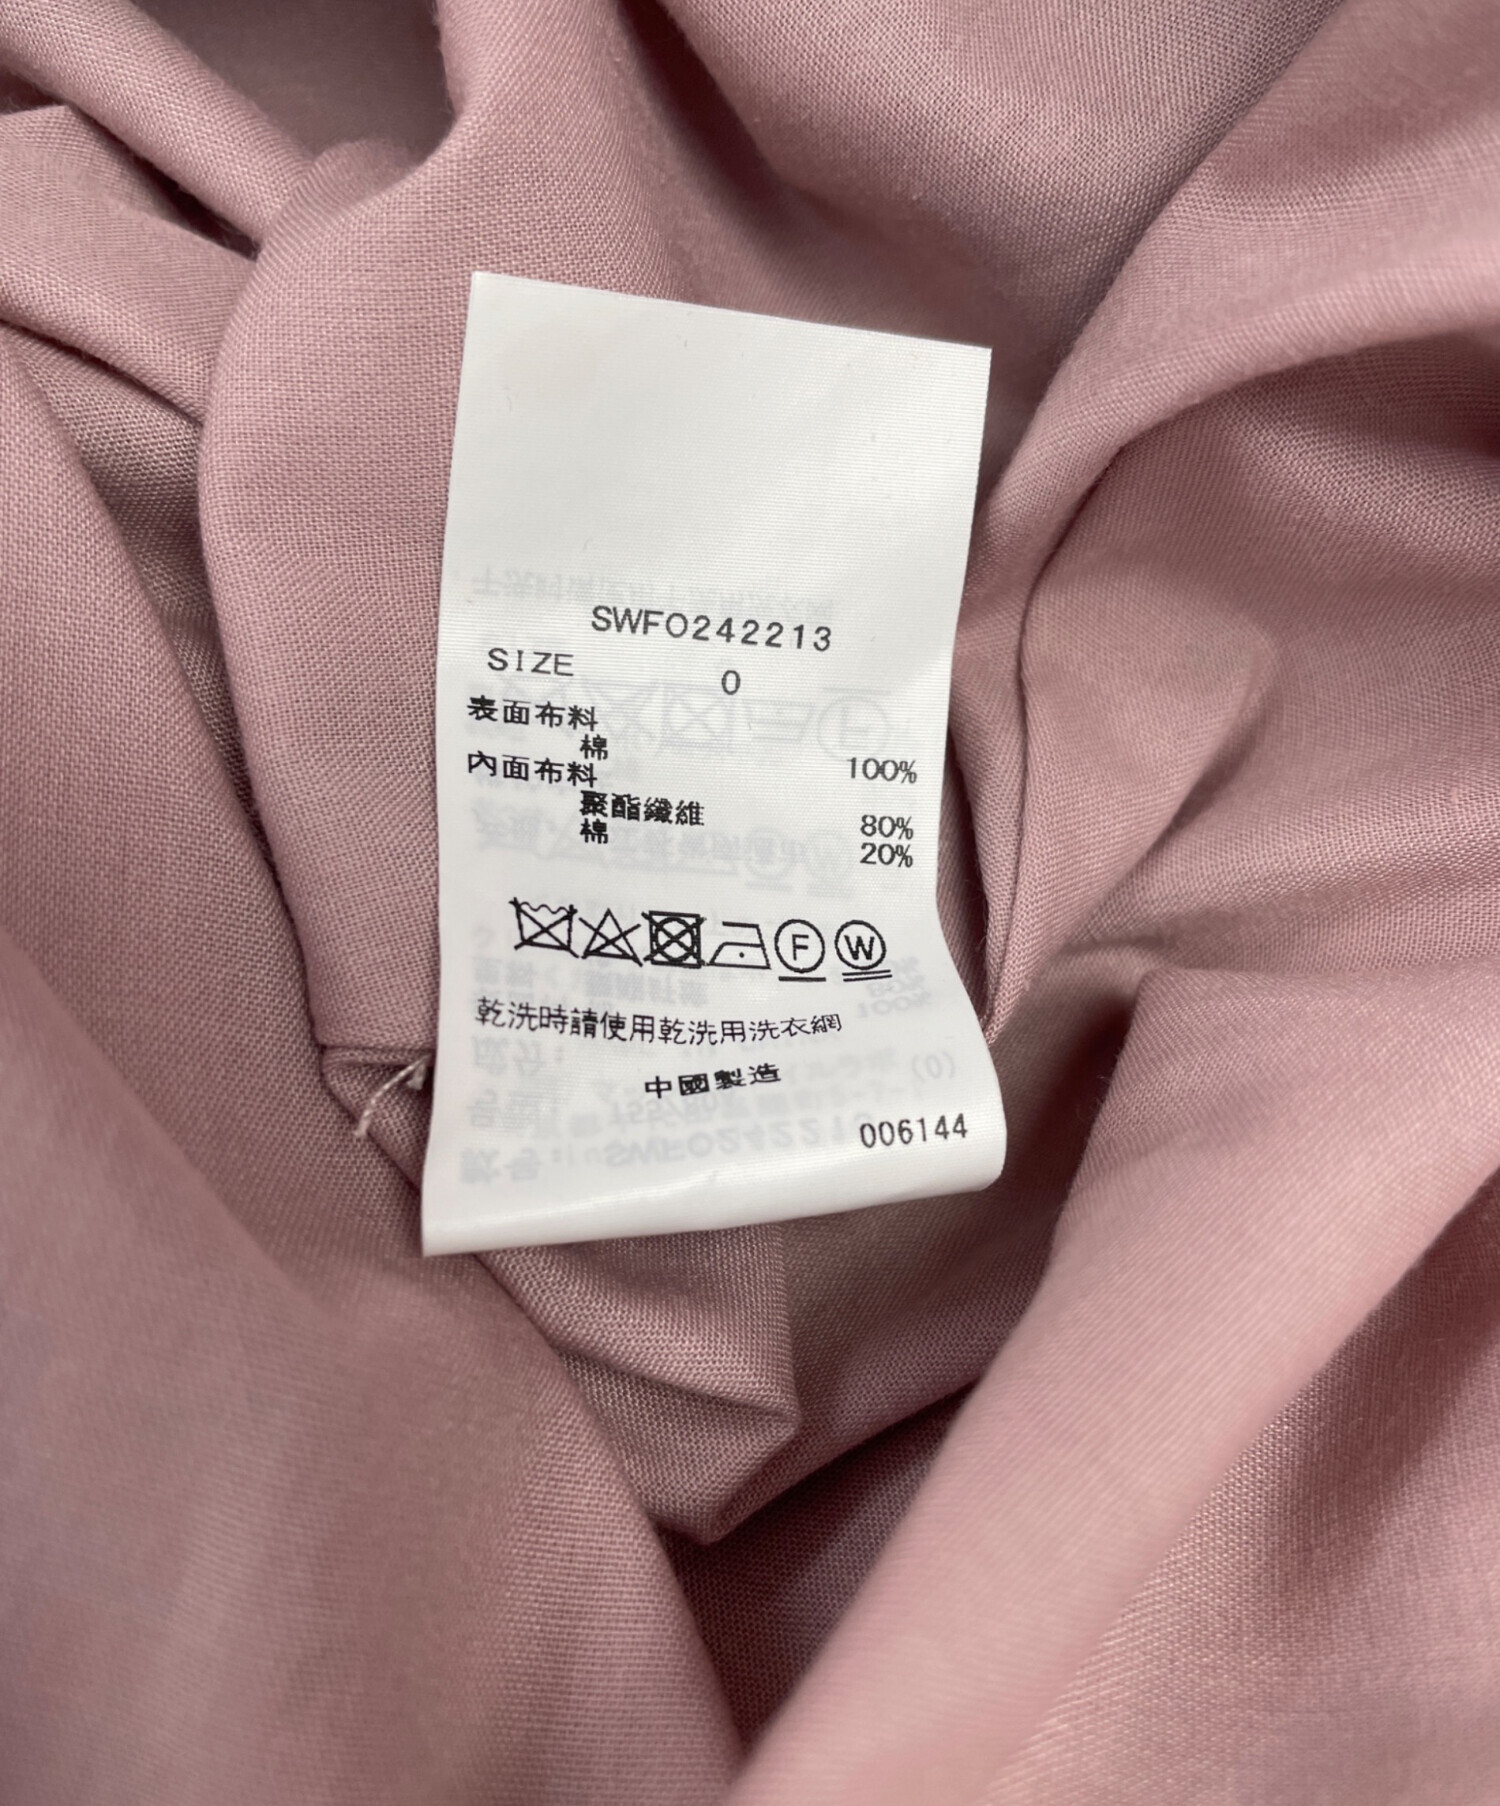 SWFO242213
SIZE 0
表面布料
棉 100%
內面布料
聚酯纖維 80%
棉 20%
F W
乾洗時請使用乾洗用洗衣網
中國製造
006144